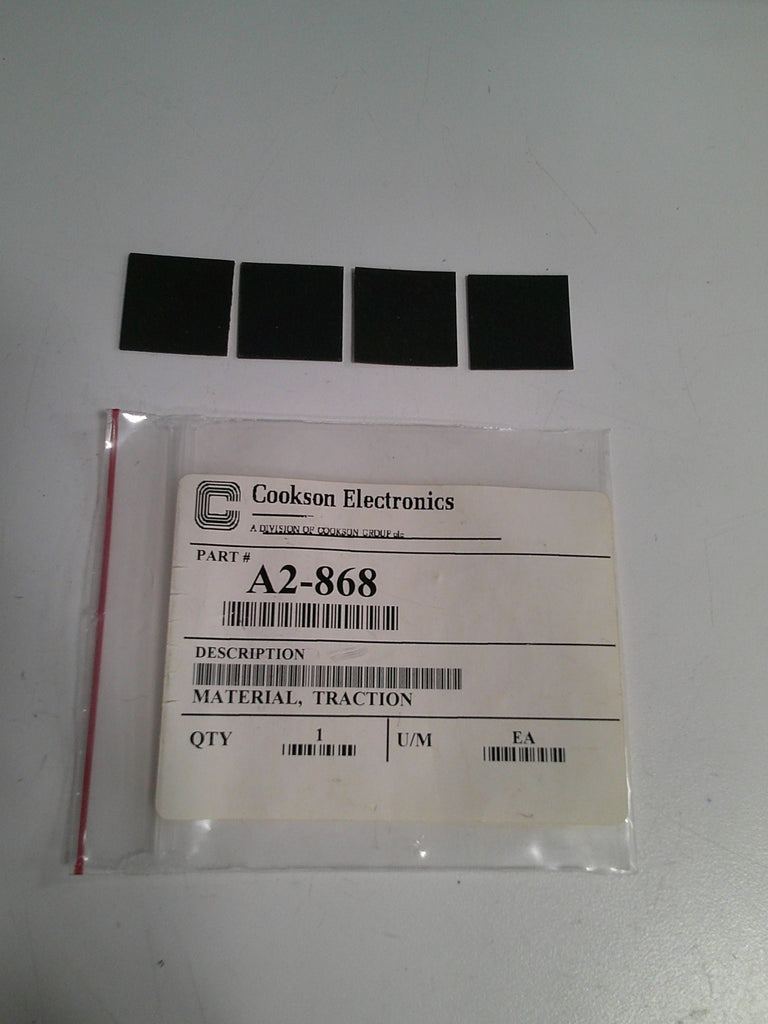 Cookson Electronics
A DIVISION OF COOKSON GROUP plc
PART #
A2-868
DESCRIPTION
MATERIAL, TRACTION
QTY 1 U/M EA